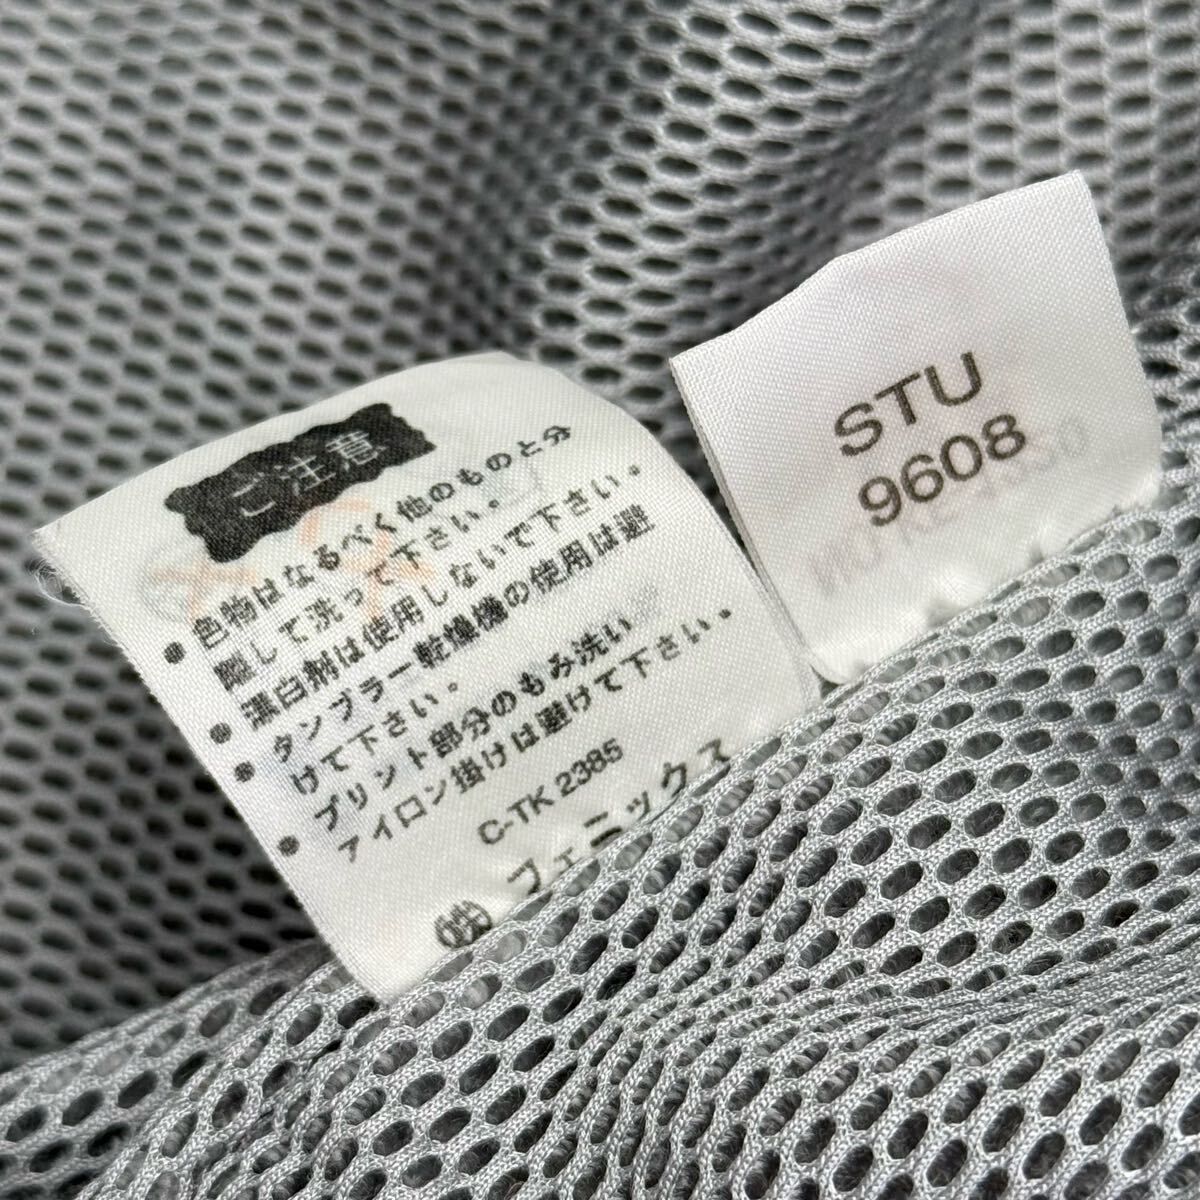 ご注意
● 色物はなるべく他のものと分
離して洗って下さい。
● 漂白剤は使用しないで下さい。
● タンブラー乾燥機の使用は避
けて下さい。
● プリント部分のもみ洗い
アイロン掛けは避けて下さい。
C-TK 2385
㈱フェニックス
STU
9608